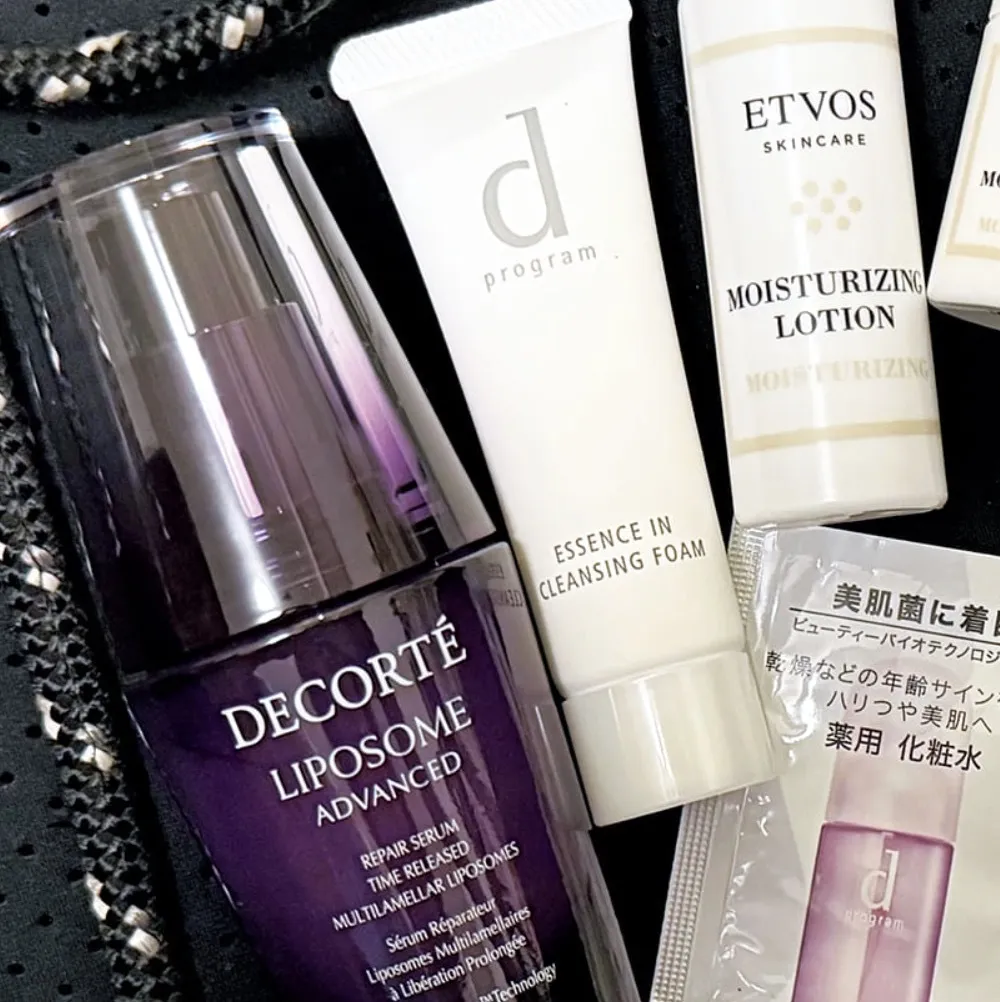 DECORTÉ
LIPOSOME
ADVANCED
REPAIR SERUM
TIME RELEASED
MULTILAMELLAR LIPOSOMES
Sérum Réparateur
Liposomes Multilamellaires
à Libération Prolongée
Technology
d
program
ESSENCE IN
CLEANSING FOAM
ETVOS
SKINCARE
MOISTURIZING
LOTION
MOISTURIZING
美肌菌に着
ビューティーバイオテクノロジ
乾燥などの年齢サイン
ハリつや美肌へ
薬用 化粧水
d
program